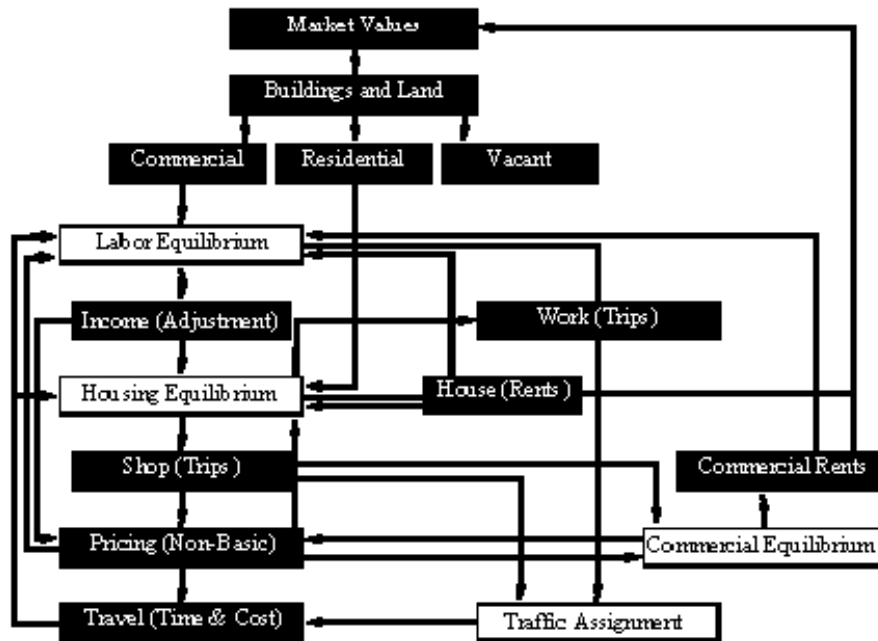 Market Values
Buildings and Land
Commercial
Residential
Vacant
Labor Equilibrium
Income (Adjustment)
Work (Trips)
Housing Equilibrium
House (Rents)
Shop (Trips)
Commercial Rents
Pricing (Non-Basic)
Commercial Equilibrium
Travel (Time & Cost)
Traffic Assignment